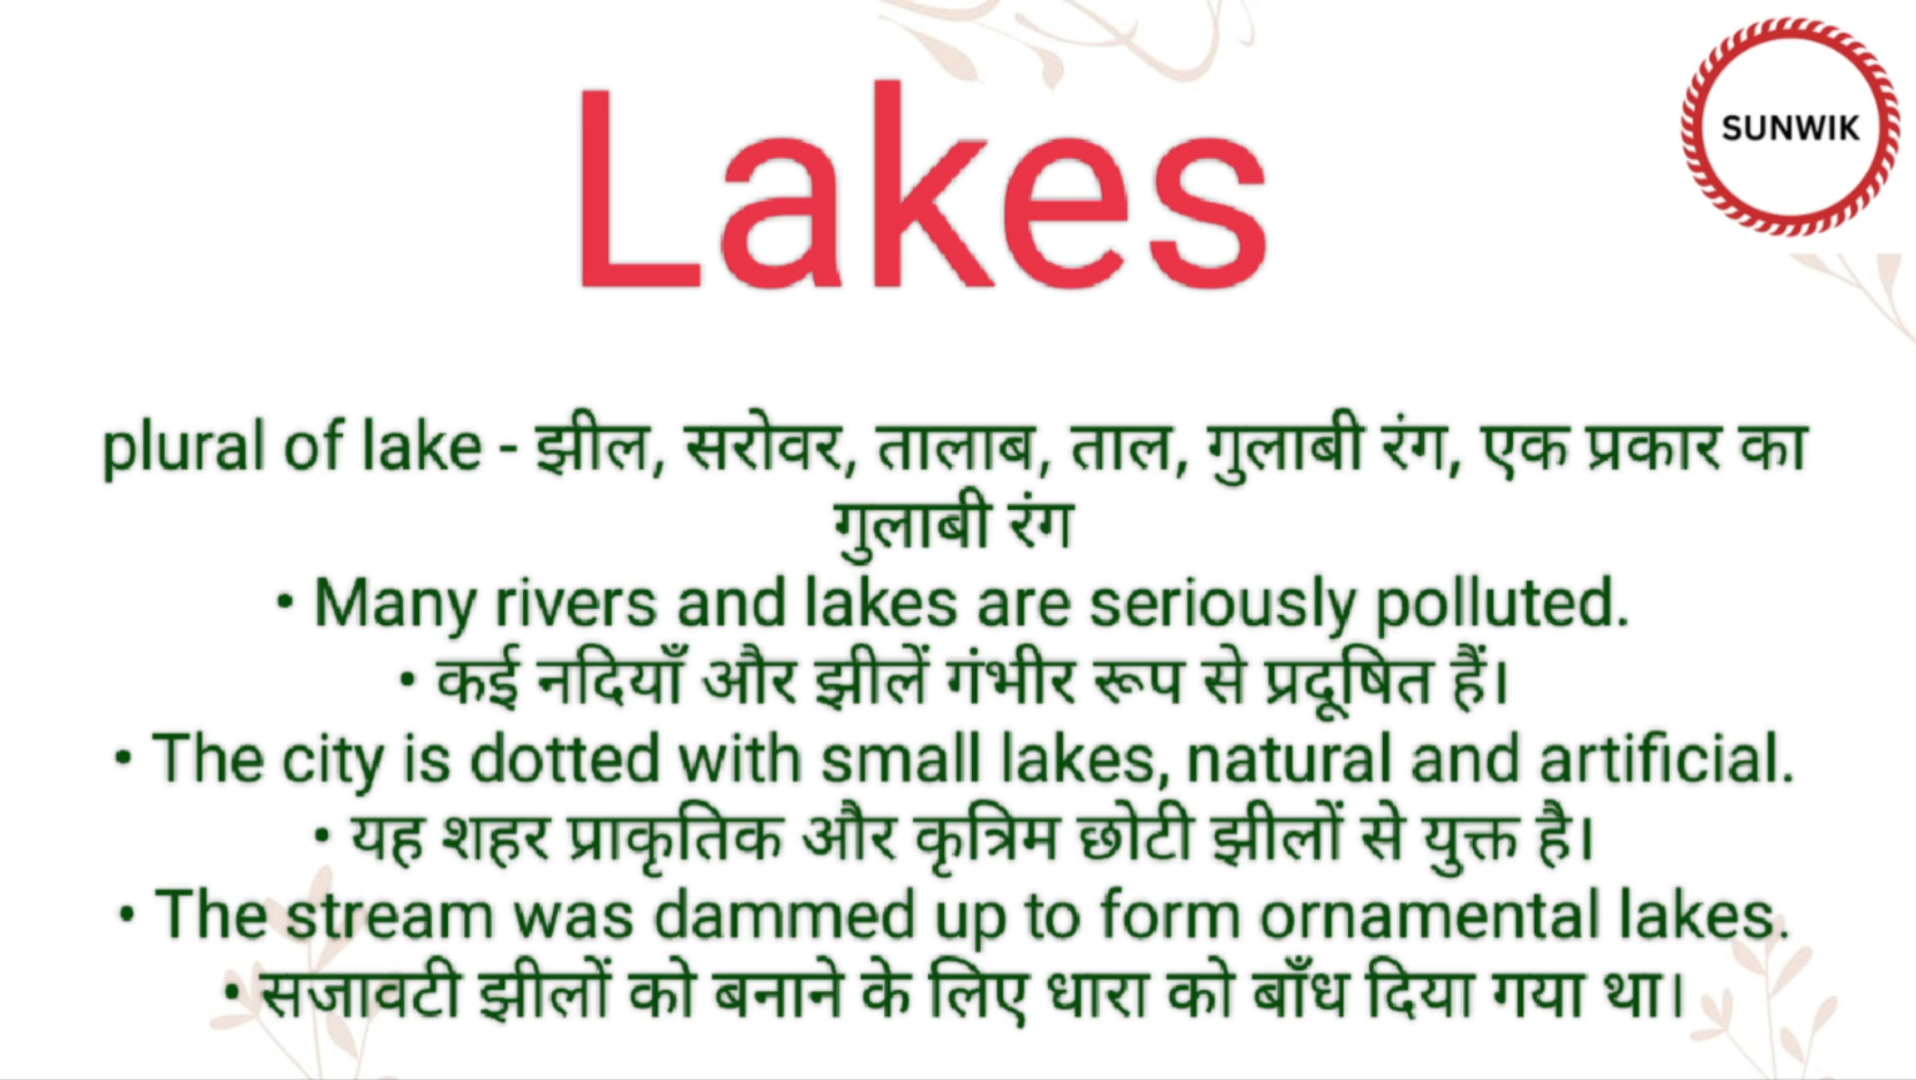 SUNWIK
Lakes
plural of lake - झील, सरोवर, तालाब, ताल, गुलाबी रंग, एक प्रकार का
गुलाबी रंग
• Many rivers and lakes are seriously polluted.
• कई नदियाँ और झीलें गंभीर रूप से प्रदूषित हैं।
• The city is dotted with small lakes, natural and artificial.
• यह शहर प्राकृतिक और कृत्रिम छोटी झीलों से युक्त है।
• The stream was dammed up to form ornamental lakes.
• सजावटी झीलों को बनाने के लिए धारा को बाँध दिया गया था।